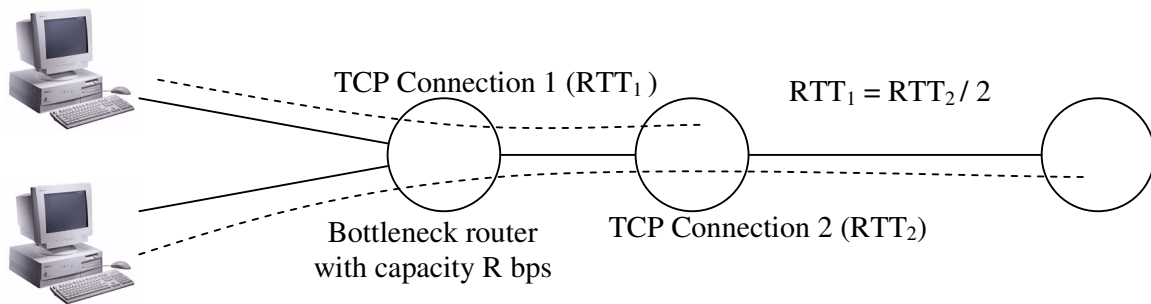 TCP Connection 1 (RTT₁ )
RTT₁ = RTT₂ / 2
Bottleneck router
with capacity R bps
TCP Connection 2 (RTT₂)